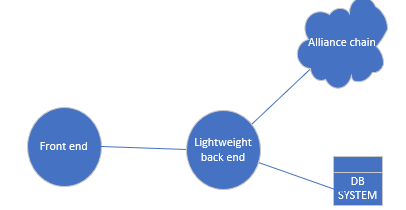 Alliance chain
Front end
Lightweight
back end
DB
SYSTEM